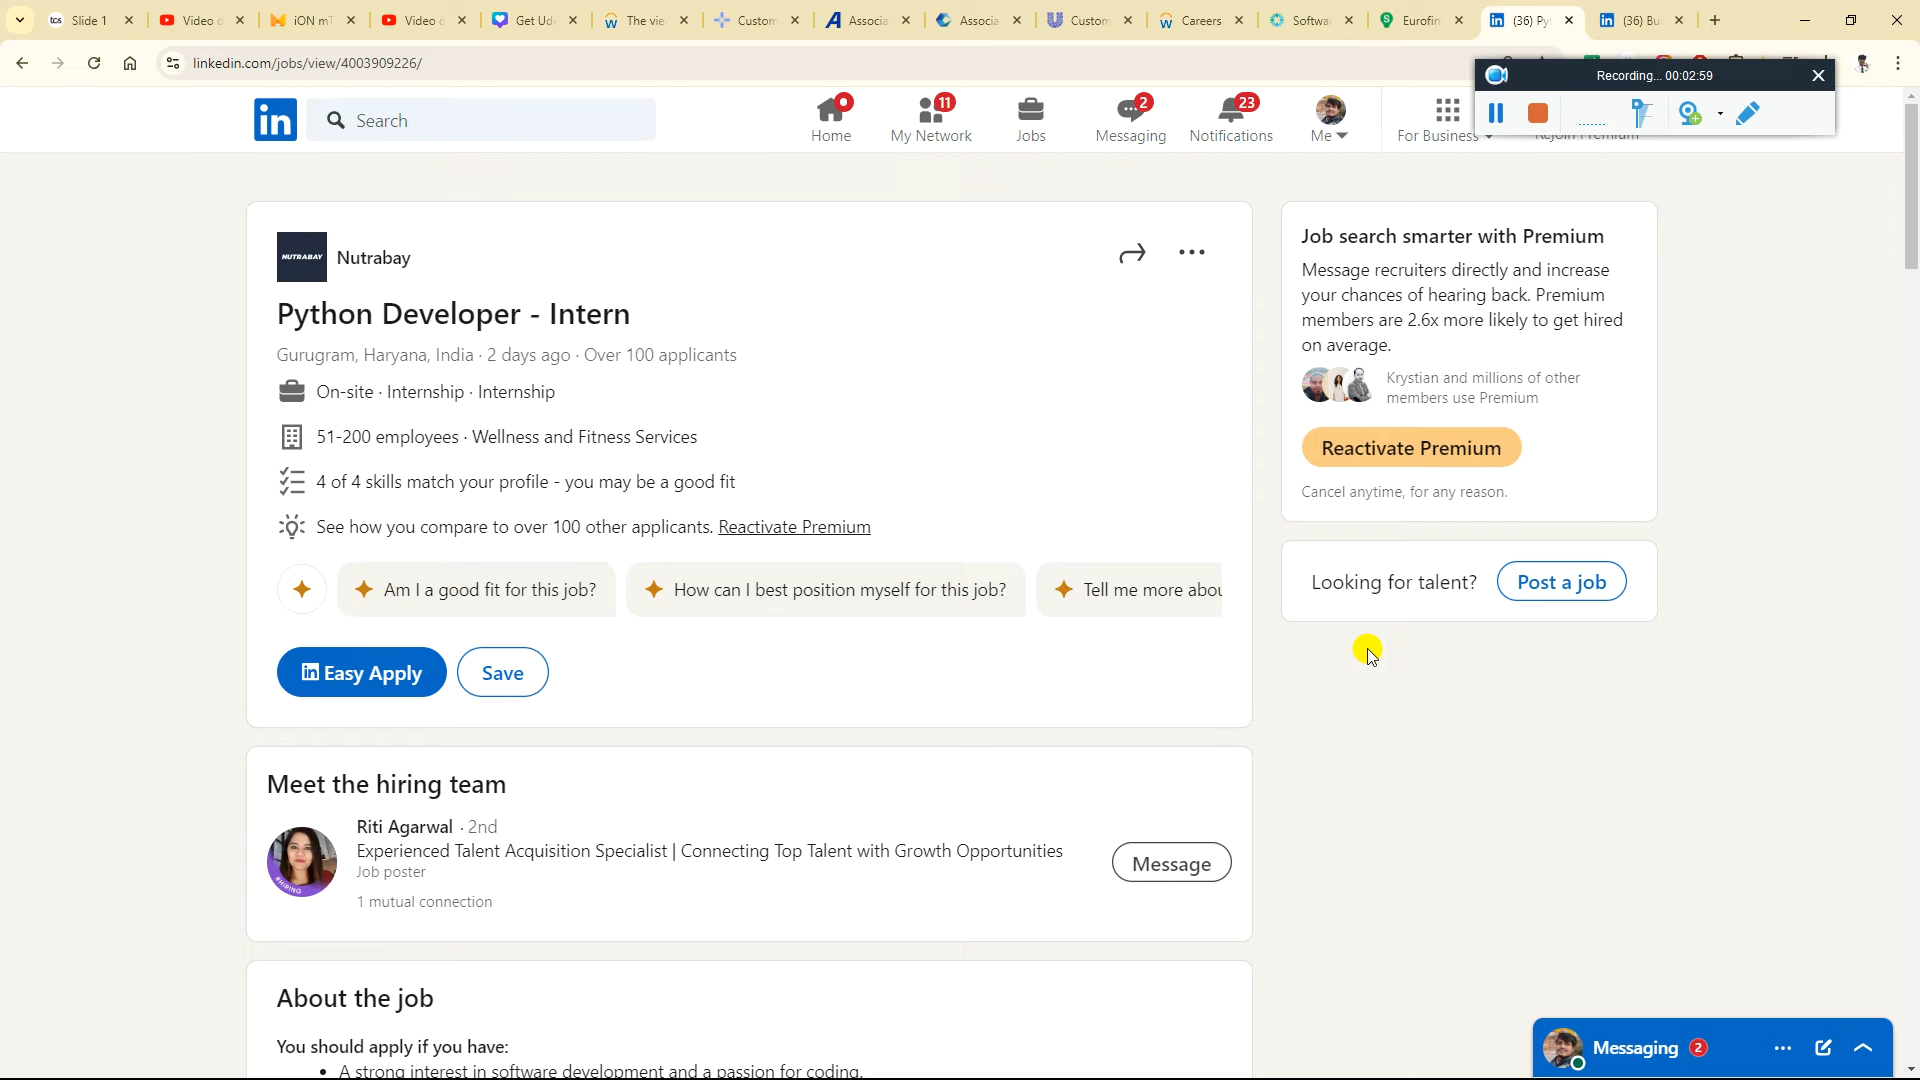 Slide 1
Video d
iON mT
Video d
Get Ud
The vie
Custom
Associa
Associa
Custom
Careers
Softwa
Eurofin
(36) Py
(36) Bu
linkedin.com/jobs/view/4003909226/
Recording... 00:02:59
Search
Home
11
My Network
Jobs
2
Messaging
23
Notifications
Me
For Business
NUTRABAY
Nutrabay
Python Developer - Intern
Gurugram, Haryana, India · 2 days ago · Over 100 applicants
On-site · Internship · Internship
51-200 employees · Wellness and Fitness Services
4 of 4 skills match your profile - you may be a good fit
See how you compare to over 100 other applicants. Reactivate Premium
Am I a good fit for this job?
How can I best position myself for this job?
Tell me more abou
Easy Apply
Save
Job search smarter with Premium
Message recruiters directly and increase
your chances of hearing back. Premium
members are 2.6x more likely to get hired
on average.
Krystian and millions of other
members use Premium
Reactivate Premium
Cancel anytime, for any reason.
Looking for talent?
Post a job
Meet the hiring team
Riti Agarwal · 2nd
Experienced Talent Acquisition Specialist | Connecting Top Talent with Growth Opportunities
Job poster
1 mutual connection
#HIRING
Message
About the job
You should apply if you have:
• A strong interest in software development and a passion for coding.
Messaging 2